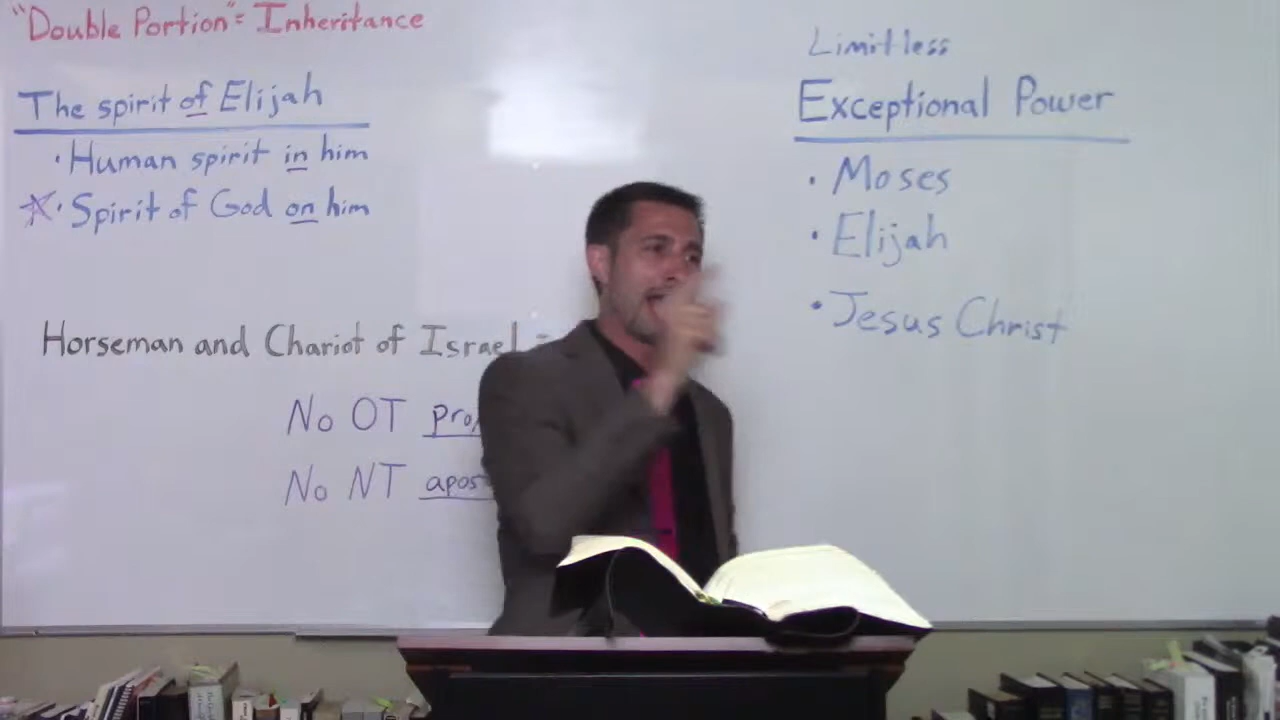 "Double Portion" = Inheritance
The spirit of Elijah
• Human spirit in him
☆ • Spirit of God on him
Horseman and Chariot of Israel =
No OT
No NT
Limitless
Exceptional Power
• Moses
• Elijah
• Jesus Christ